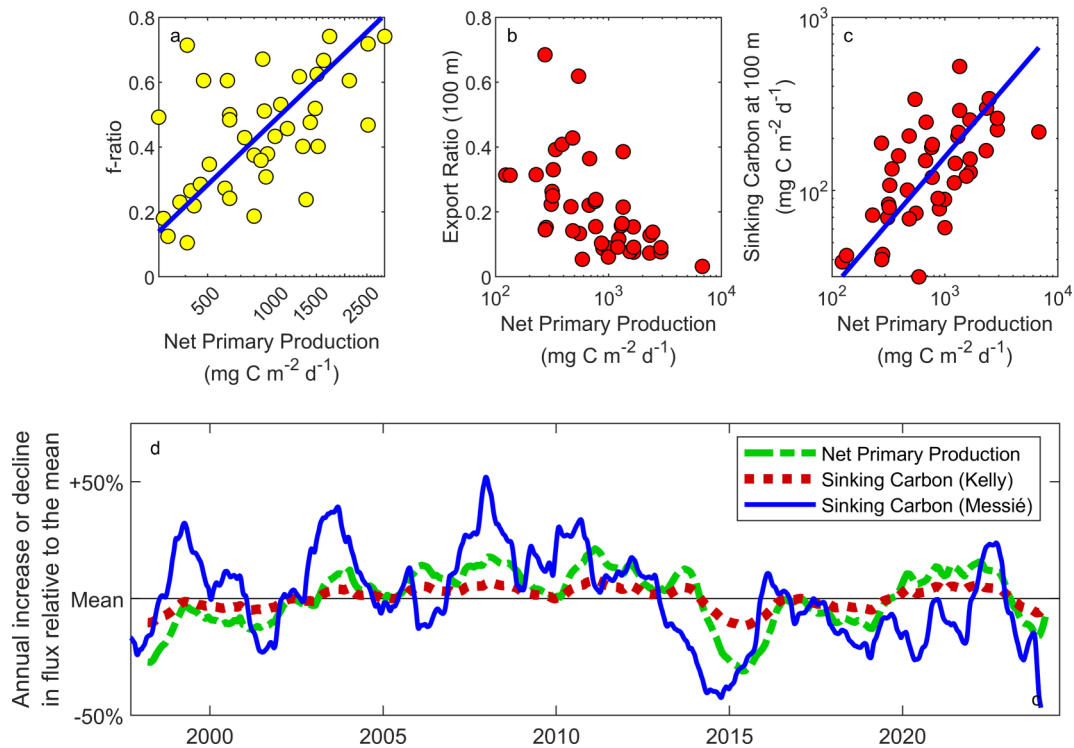 a
f-ratio
0.8
0.6
0.4
0.2
0
500
1000
1500
2500
Net Primary Production
(mg C m⁻² d⁻¹)
b
Export Ratio (100 m)
0.8
0.6
0.4
0.2
0
10²
10³
10⁴
Net Primary Production
(mg C m⁻² d⁻¹)
c
Sinking Carbon at 100 m
(mg C m⁻² d⁻¹)
10³
10²
10²
10³
10⁴
Net Primary Production
(mg C m⁻² d⁻¹)
d
Annual increase or decline
in flux relative to the mean
+50%
Mean
-50%
Net Primary Production
Sinking Carbon (Kelly)
Sinking Carbon (Messié)
2000
2005
2010
2015
2020